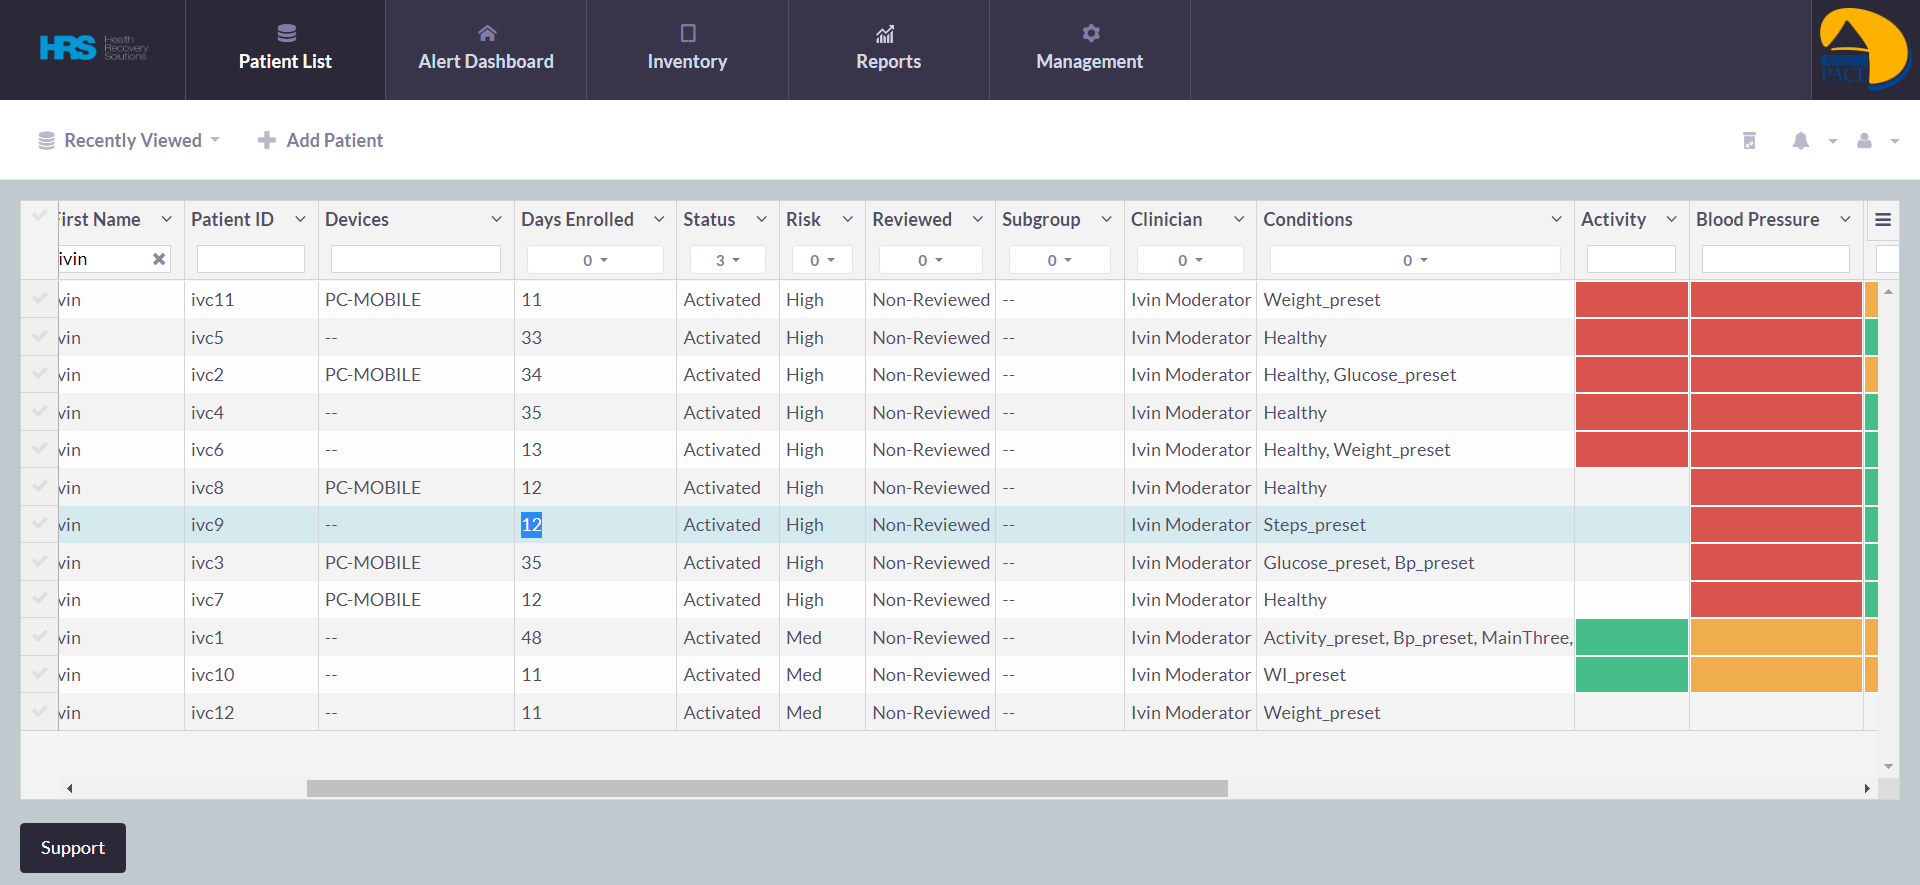 HRS Health Recovery Solutions
Patient List
Alert Dashboard
Inventory
Reports
Management
PACE
Recently Viewed
Add Patient
First Name Patient ID Devices Days Enrolled Status Risk Reviewed Subgroup Clinician Conditions Activity Blood Pressure
ivin 0 3 0 0 0 0 0
vin ivc11 PC-MOBILE 11 Activated High Non-Reviewed -- Ivin Moderator Weight_preset
vin ivc5 -- 33 Activated High Non-Reviewed -- Ivin Moderator Healthy
vin ivc2 PC-MOBILE 34 Activated High Non-Reviewed -- Ivin Moderator Healthy, Glucose_preset
vin ivc4 -- 35 Activated High Non-Reviewed -- Ivin Moderator Healthy
vin ivc6 -- 13 Activated High Non-Reviewed -- Ivin Moderator Healthy, Weight_preset
vin ivc8 PC-MOBILE 12 Activated High Non-Reviewed -- Ivin Moderator Healthy
vin ivc9 -- 12 Activated High Non-Reviewed -- Ivin Moderator Steps_preset
vin ivc3 PC-MOBILE 35 Activated High Non-Reviewed -- Ivin Moderator Glucose_preset, Bp_preset
vin ivc7 PC-MOBILE 12 Activated High Non-Reviewed -- Ivin Moderator Healthy
vin ivc1 -- 48 Activated Med Non-Reviewed -- Ivin Moderator Activity_preset, Bp_preset, MainThree,
vin ivc10 -- 11 Activated Med Non-Reviewed -- Ivin Moderator WI_preset
vin ivc12 -- 11 Activated Med Non-Reviewed -- Ivin Moderator Weight_preset
Support